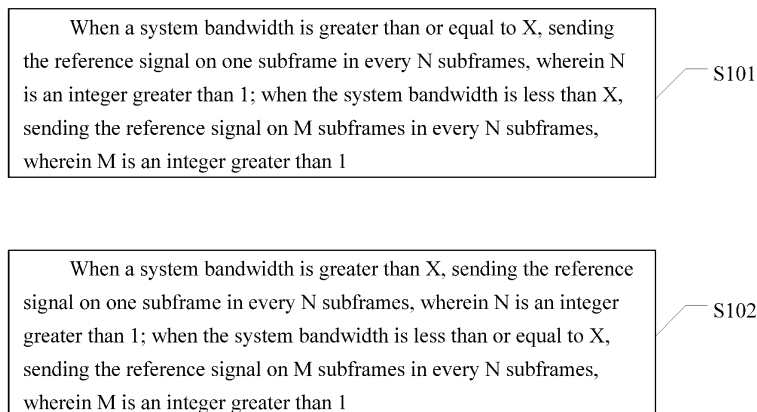 When a system bandwidth is greater than or equal to X, sending
the reference signal on one subframe in every N subframes, wherein N
is an integer greater than 1; when the system bandwidth is less than X,
sending the reference signal on M subframes in every N subframes,
wherein M is an integer greater than 1
S101
When a system bandwidth is greater than X, sending the reference
signal on one subframe in every N subframes, wherein N is an integer
greater than 1; when the system bandwidth is less than or equal to X,
sending the reference signal on M subframes in every N subframes,
wherein M is an integer greater than 1
S102